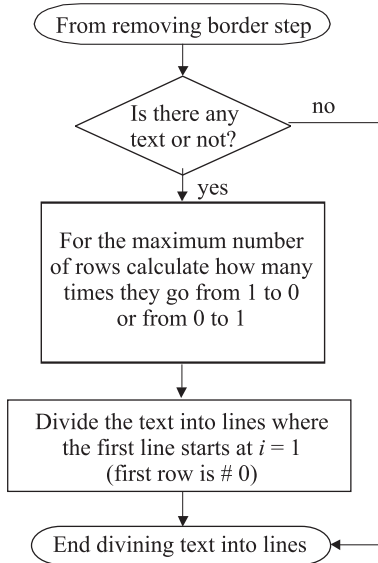 From removing border step
Is there any
text or not?
no
yes
For the maximum number
of rows calculate how many
times they go from 1 to 0
or from 0 to 1
Divide the text into lines where
the first line starts at i = 1
(first row is # 0)
End divining text into lines